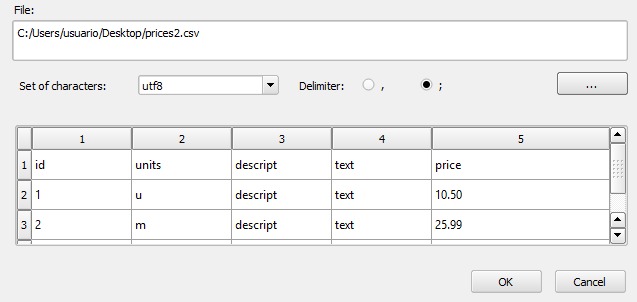 File:
C:/Users/usuario/Desktop/prices2.csv
Set of characters: utf8 Delimiter: , ; ...
1 2 3 4 5
1 id units descript text price
2 1 u descript text 10.50
3 2 m descript text 25.99
OK Cancel